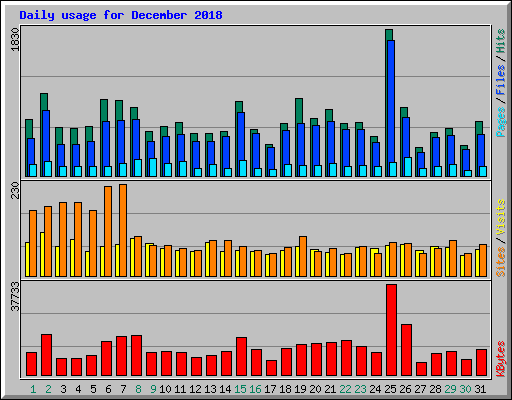 Daily usage for December 2018
1830
Pages / Files / Hits
230
Sites / Visits
37733
KBytes
1 2 3 4 5 6 7 8 9 10 11 12 13 14 15 16 17 18 19 20 21 22 23 24 25 26 27 28 29 30 31